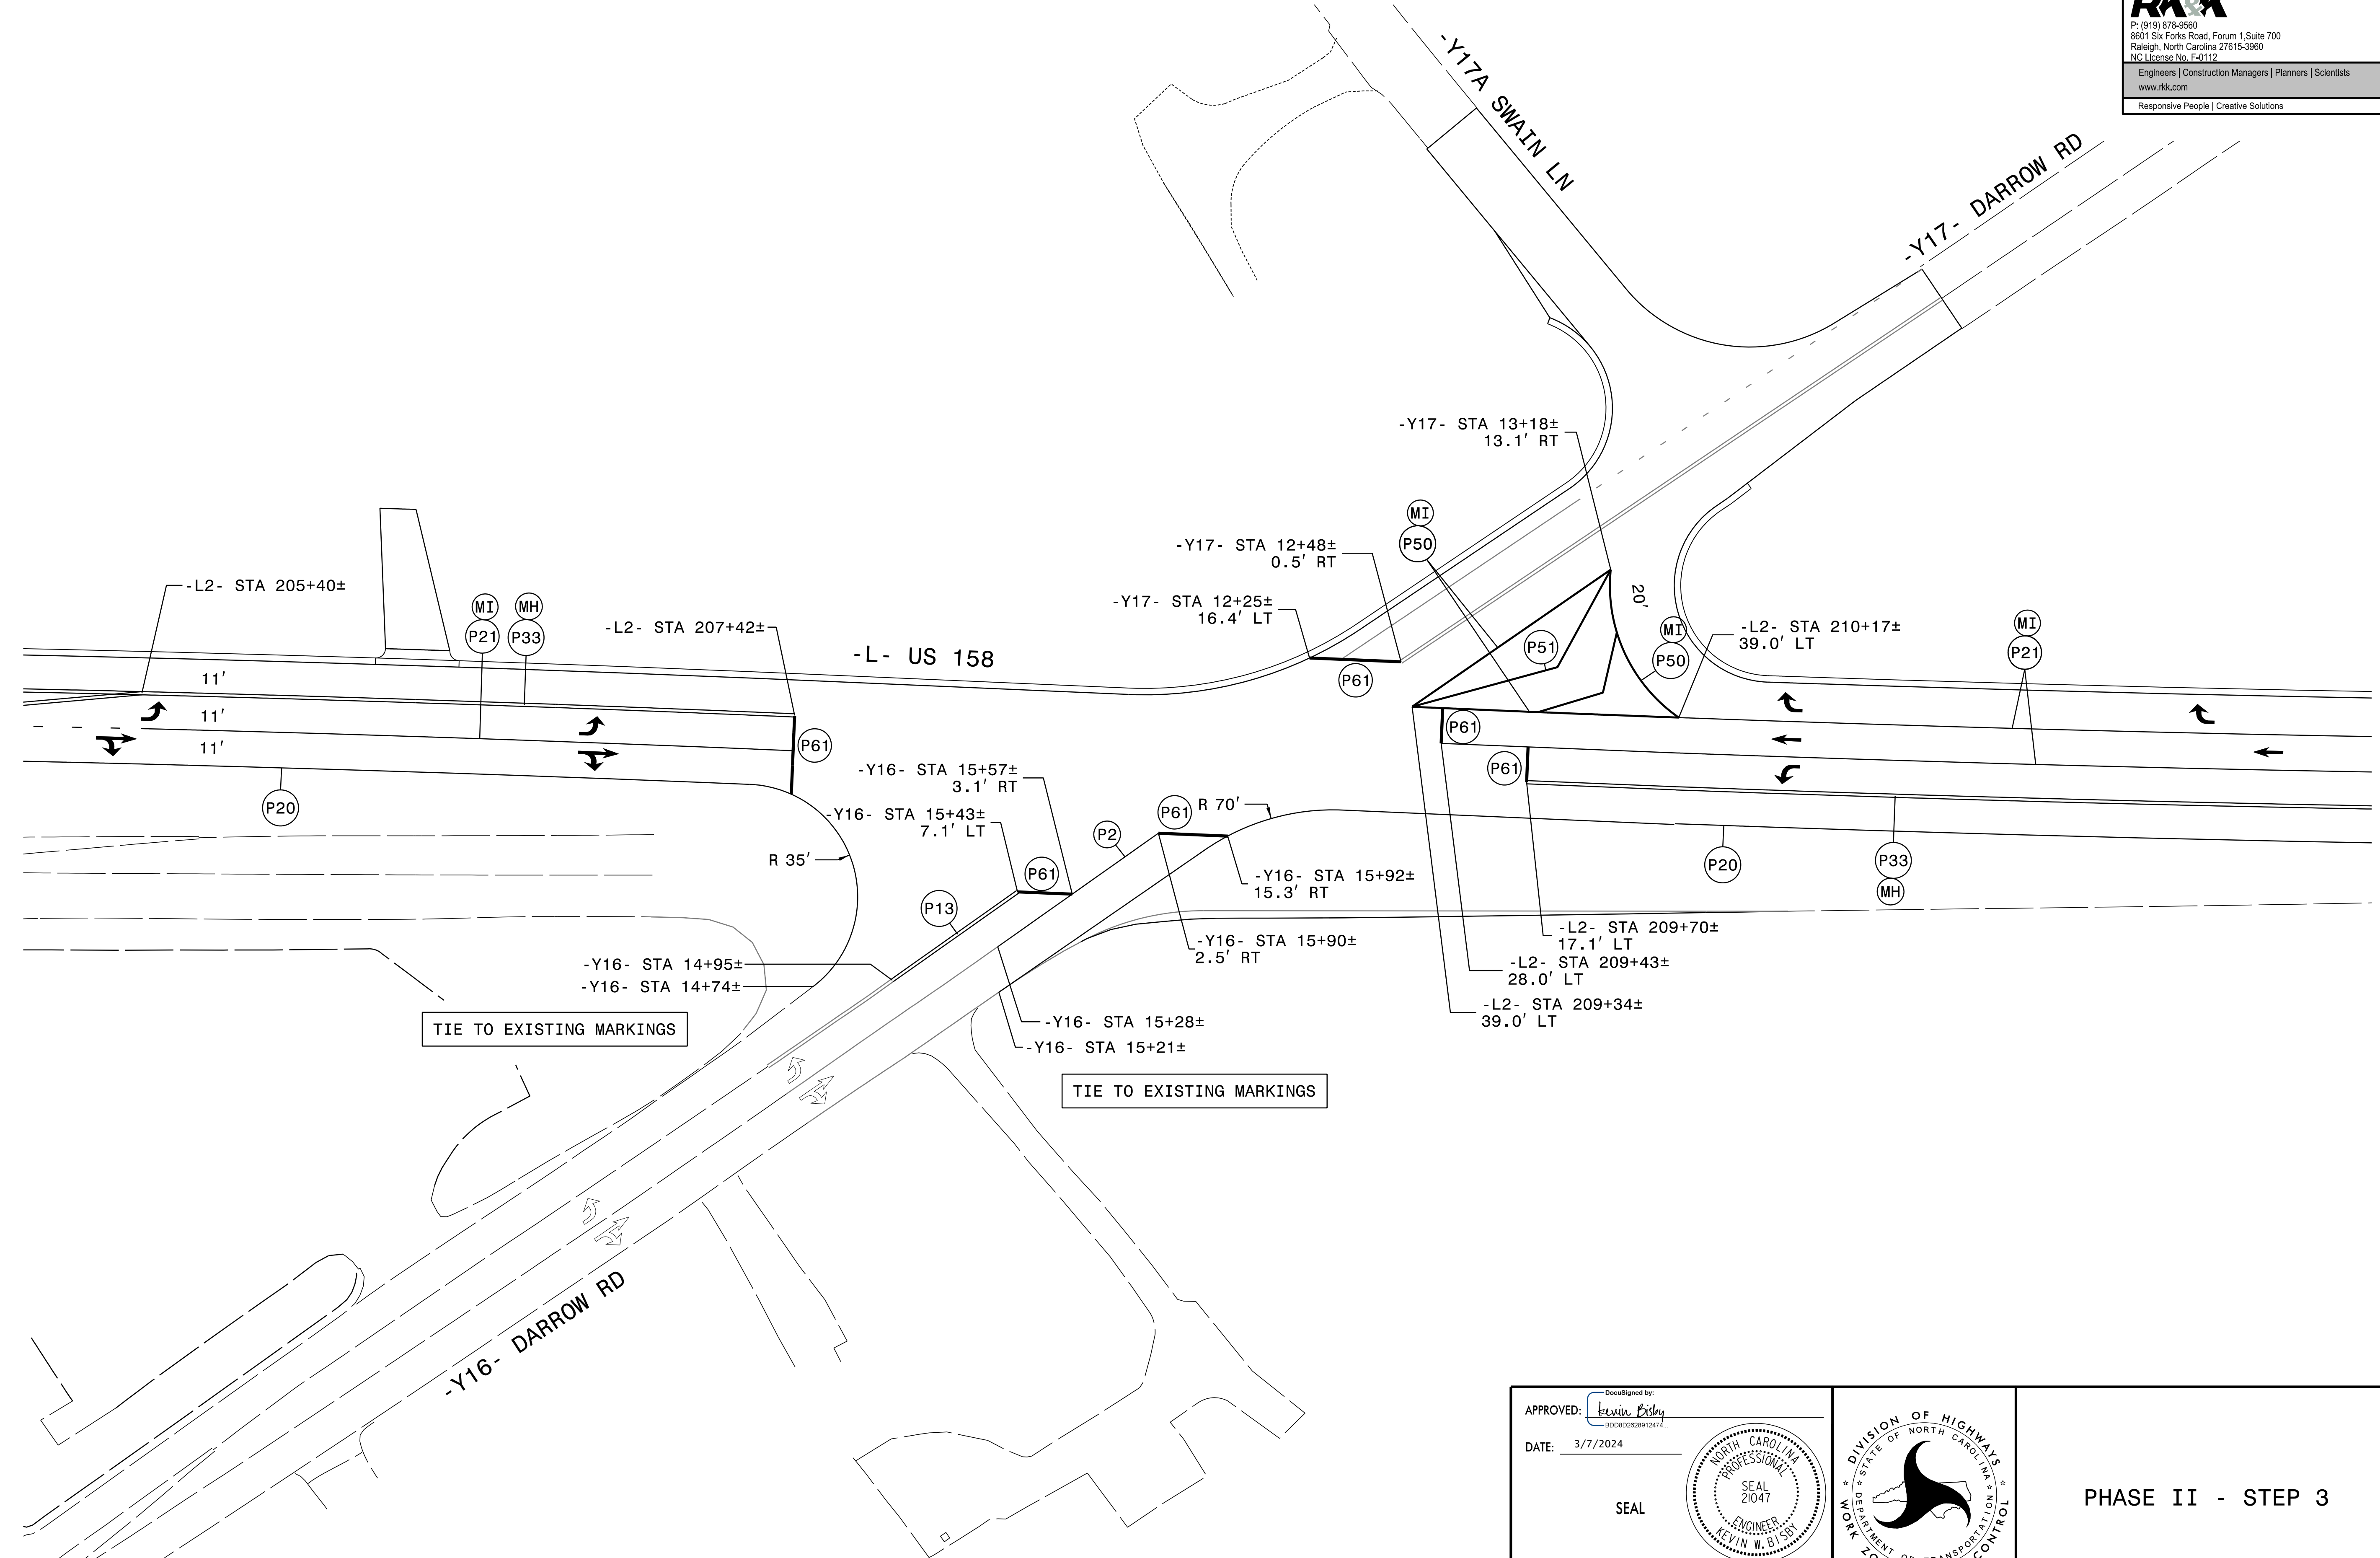 RK&K
P: (919) 878-9560
8601 Six Forks Road, Forum 1,Suite 700
Raleigh, North Carolina 27615-3960
NC License No. F-0112
Engineers | Construction Managers | Planners | Scientists
www.rkk.com
Responsive People | Creative Solutions
-Y17A SWAIN LN
-Y17- DARROW RD
-Y17- STA 13+18±
13.1' RT
MI
P50
-Y17- STA 12+48±
0.5' RT
-Y17- STA 12+25±
16.4' LT
P61
20'
P51
MI
P50
-L2- STA 210+17±
39.0' LT
MI
P21
-L2- STA 205+40±
MI
P21
MH
P33
-L2- STA 207+42±
-L- US 158
11'
11'
11'
P61
P20
P61
P61
-Y16- STA 15+57±
3.1' RT
-Y16- STA 15+43±
7.1' LT
P2
P61
R 70'
R 35'
P61
P13
P20
P33
MH
-Y16- STA 15+92±
15.3' RT
-Y16- STA 15+90±
2.5' RT
-L2- STA 209+70±
17.1' LT
-L2- STA 209+43±
28.0' LT
-L2- STA 209+34±
39.0' LT
-Y16- STA 14+95±
-Y16- STA 14+74±
TIE TO EXISTING MARKINGS
-Y16- STA 15+28±
-Y16- STA 15+21±
TIE TO EXISTING MARKINGS
-Y16- DARROW RD
APPROVED:
DocuSigned by:
Kevin Bisby
BDD8D2628912474...
DATE: 3/7/2024
SEAL
NORTH CAROLINA
PROFESSIONAL
SEAL
21047
ENGINEER
KEVIN W. BISBY
DIVISION OF HIGHWAYS
STATE OF NORTH CAROLINA
DEPARTMENT OF TRANSPORTATION
CONTROL
PHASE II - STEP 3